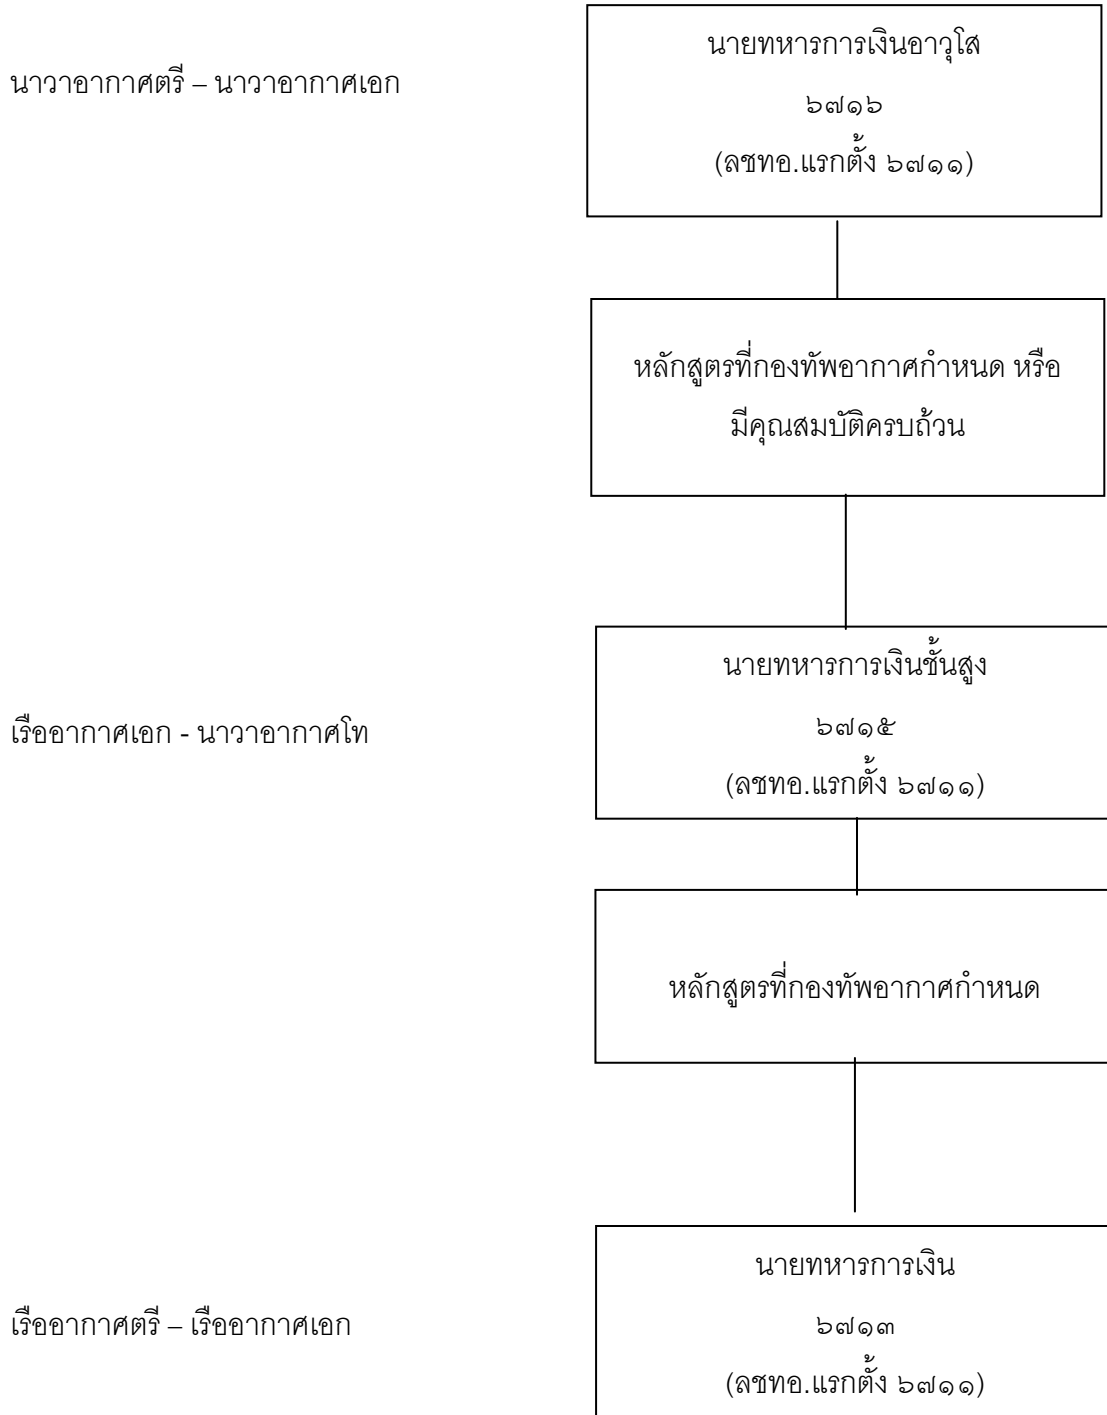 นายทหารการเงินอาวุโส
นาวาอากาศตรี – นาวาอากาศเอก
๖๗๑๖
(ลชทอ.แรกตั้ง ๖๗๑๑)
หลักสูตรที่กองทัพอากาศกำหนด หรือ
มีคุณสมบัติครบถ้วน
นายทหารการเงินชั้นสูง
เรืออากาศเอก - นาวาอากาศโท
๖๗๑๕
(ลชทอ.แรกตั้ง ๖๗๑๑)
หลักสูตรที่กองทัพอากาศกำหนด
นายทหารการเงิน
เรืออากาศตรี – เรืออากาศเอก
๖๗๑๓
(ลชทอ.แรกตั้ง ๖๗๑๑)